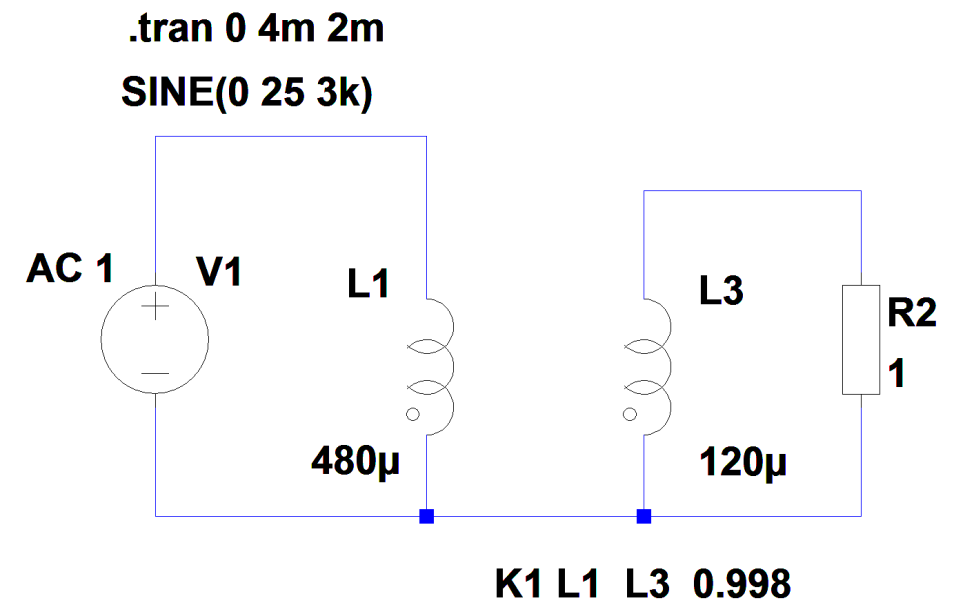 .tran 0 4m 2m
SINE(0 25 3k)
AC 1
V1
L1
L3
R2
1
480µ
120µ
K1 L1 L3 0.998